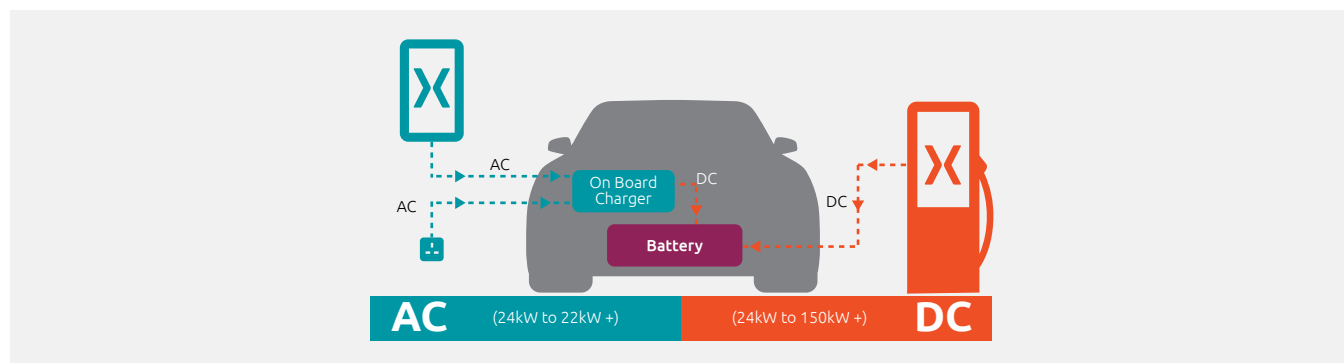 AC
AC
On Board
Charger
DC
DC
Battery
AC
(24kW to 22kW +)
(24kW to 150kW +)
DC